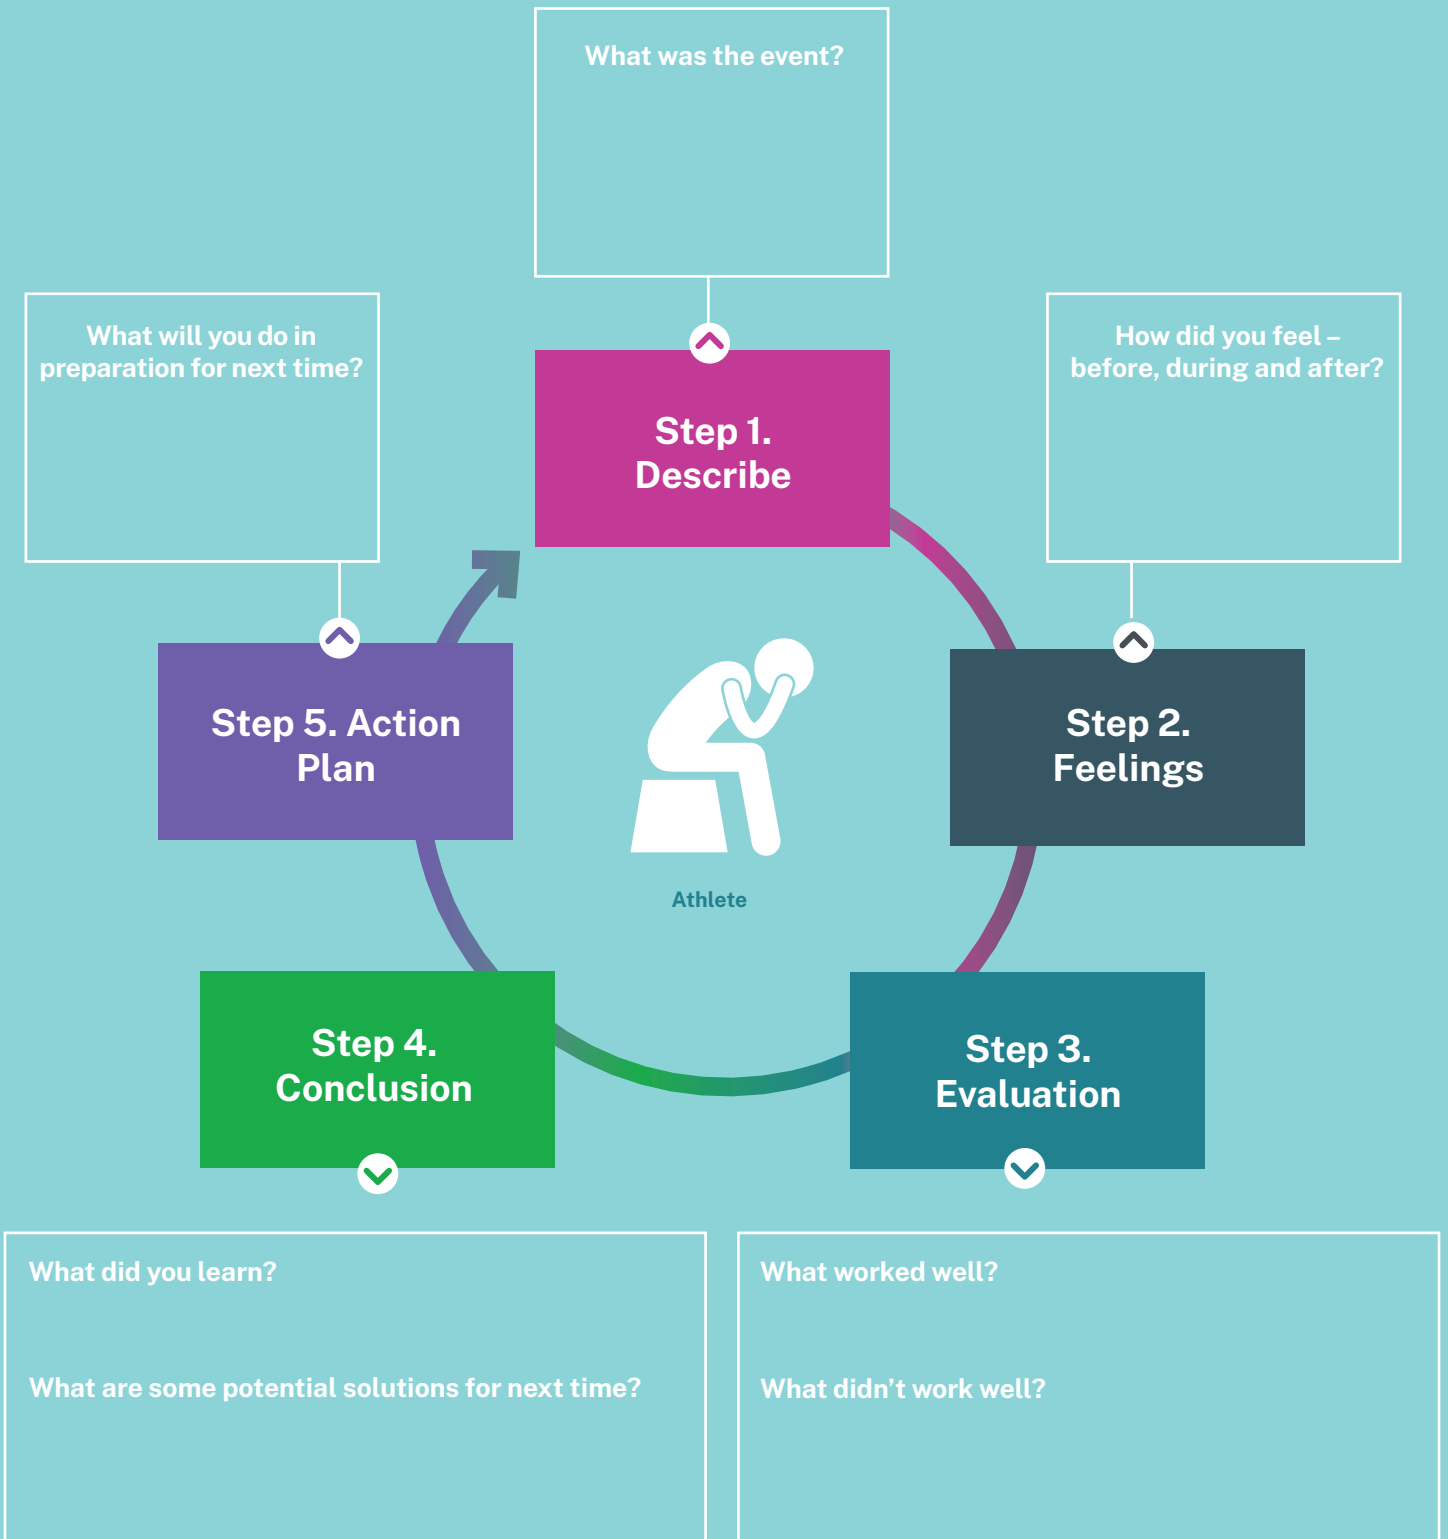 What was the event?
Step 1.
Describe
How did you feel –
before, during and after?
Step 2.
Feelings
Step 3.
Evaluation
What worked well?
What didn’t work well?
Step 4.
Conclusion
What did you learn?
What are some potential solutions for next time?
What will you do in
preparation for next time?
Step 5. Action
Plan
Athlete